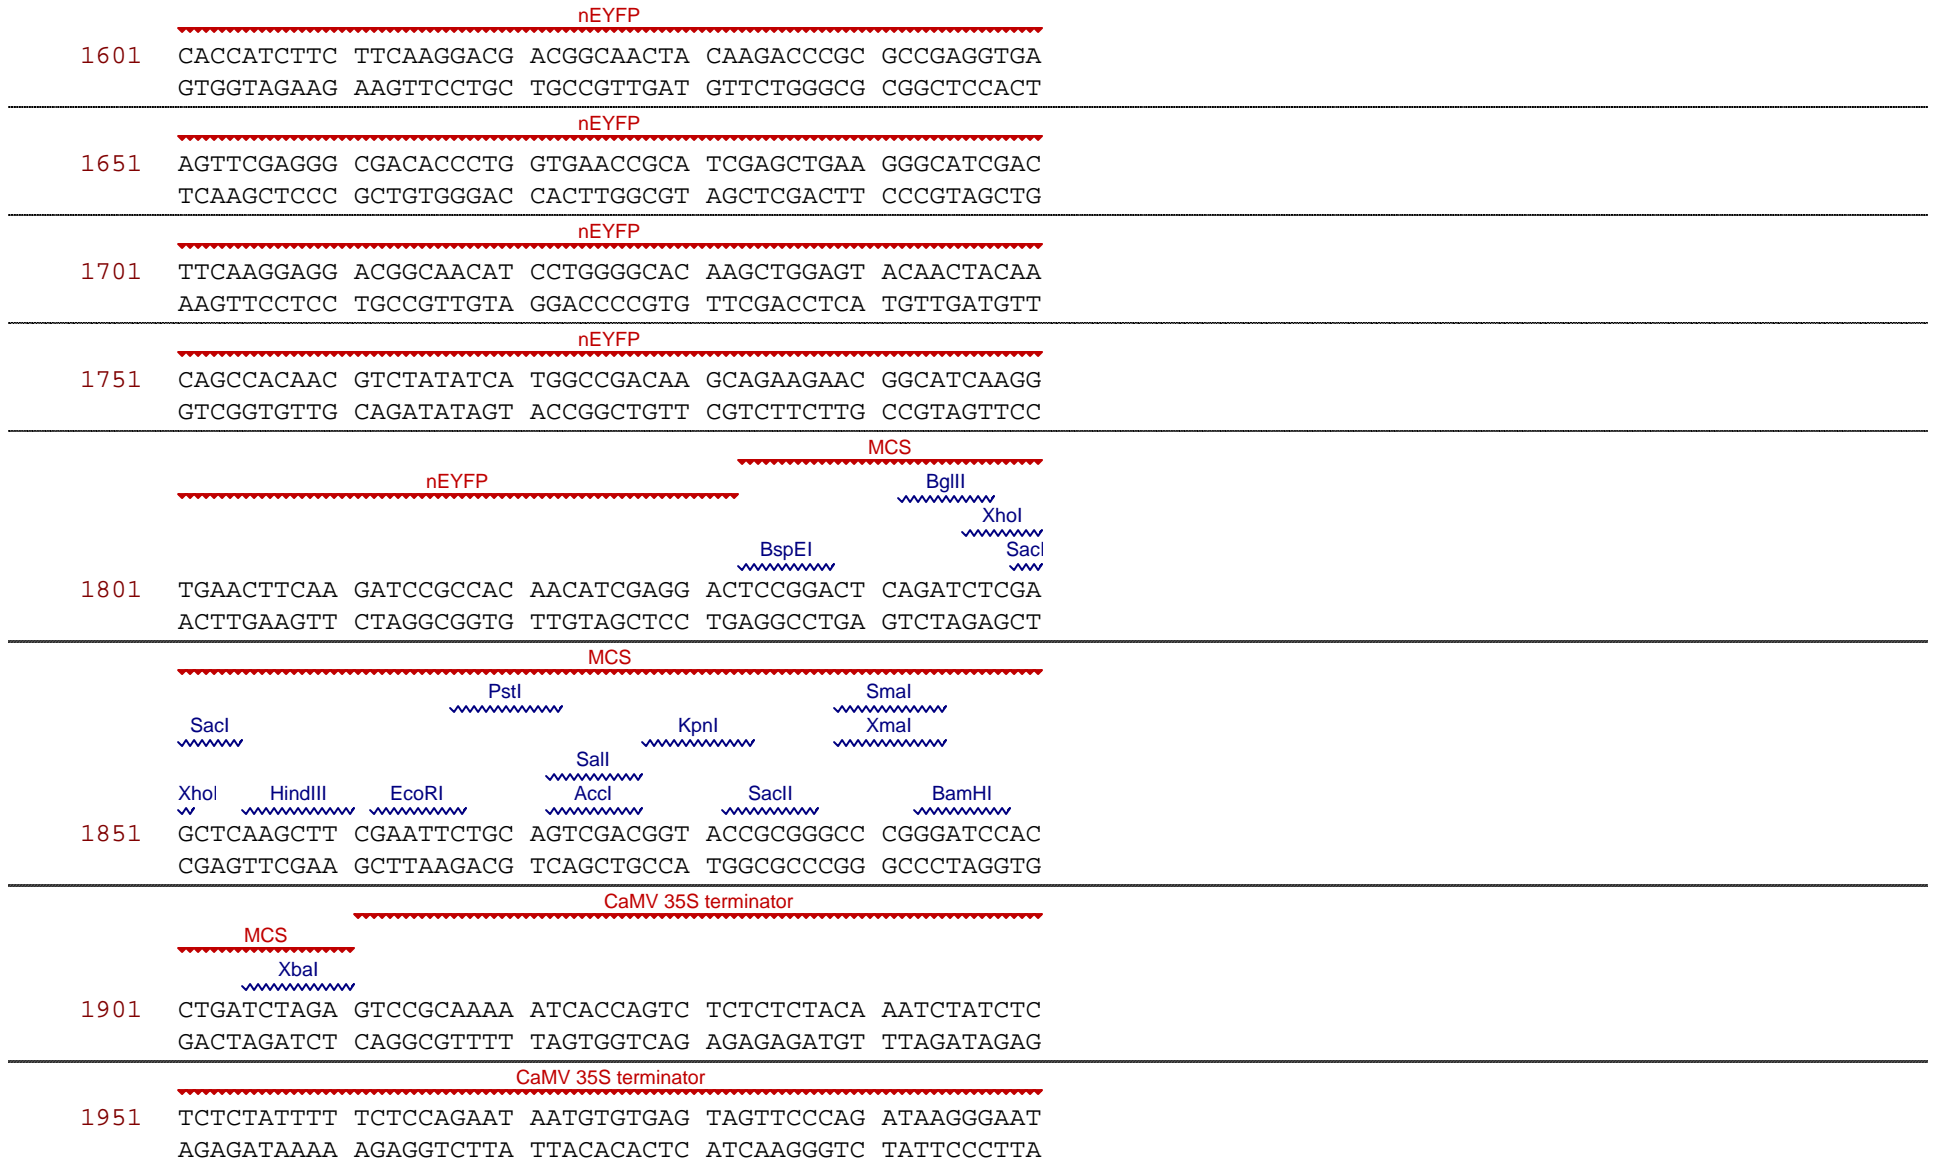 nEYFP
1601 CACCATCTTC TTCAAGGACG ACGGCAACTA CAAGACCCGC GCCGAGGTGA
GTGGTAGAAG AAGTTCCTGC TGCCGTTGAT GTTCTGGGCG CGGCTCCACT
nEYFP
1651 AGTTCGAGGG CGACACCCTG GTGAACCGCA TCGAGCTGAA GGGCATCGAC
TCAAGCTCCC GCTGTGGGAC CACTTGGCGT AGCTCGACTT CCCGTAGCTG
nEYFP
1701 TTCAAGGAGG ACGGCAACAT CCTGGGGCAC AAGCTGGAGT ACAACTACAA
AAGTTCCTCC TGCCGTTGTA GGACCCCGTG TTCGACCTCA TGTTGATGTT
nEYFP
1751 CAGCCACAAC GTCTATATCA TGGCCGACAA GCAGAAGAAC GGCATCAAGG
GTCGGTGTTG CAGATATAGT ACCGGCTGTT CGTCTTCTTG CCGTAGTTCC
MCS
nEYFP BglII
XhoI
BspEI SacI
1801 TGAACTTCAA GATCCGCCAC AACATCGAGG ACTCCGGACT CAGATCTCGA
ACTTGAAGTT CTAGGCGGTG TTGTAGCTCC TGAGGCCTGA GTCTAGAGCT
MCS
PstI SmaI
SacI KpnI XmaI
SalI
XhoI HindIII EcoRI AccI SacII BamHI
1851 GCTCAAGCTT CGAATTCTGC AGTCGACGGT ACCGCGGGCC CGGGATCCAC
CGAGTTCGAA GCTTAAGACG TCAGCTGCCA TGGCGCCCGG GCCCTAGGTG
CaMV 35S terminator
MCS
XbaI
1901 CTGATCTAGA GTCCGCAAAA ATCACCAGTC TCTCTCTACA AATCTATCTC
GACTAGATCT CAGGCGTTTT TAGTGGTCAG AGAGAGATGT TTAGATAGAG
CaMV 35S terminator
1951 TCTCTATTTT TCTCCAGAAT AATGTGTGAG TAGTTCCCAG ATAAGGGAAT
AGAGATAAAA AGAGGTCTTA TTACACACTC ATCAAGGGTC TATTCCCTTA